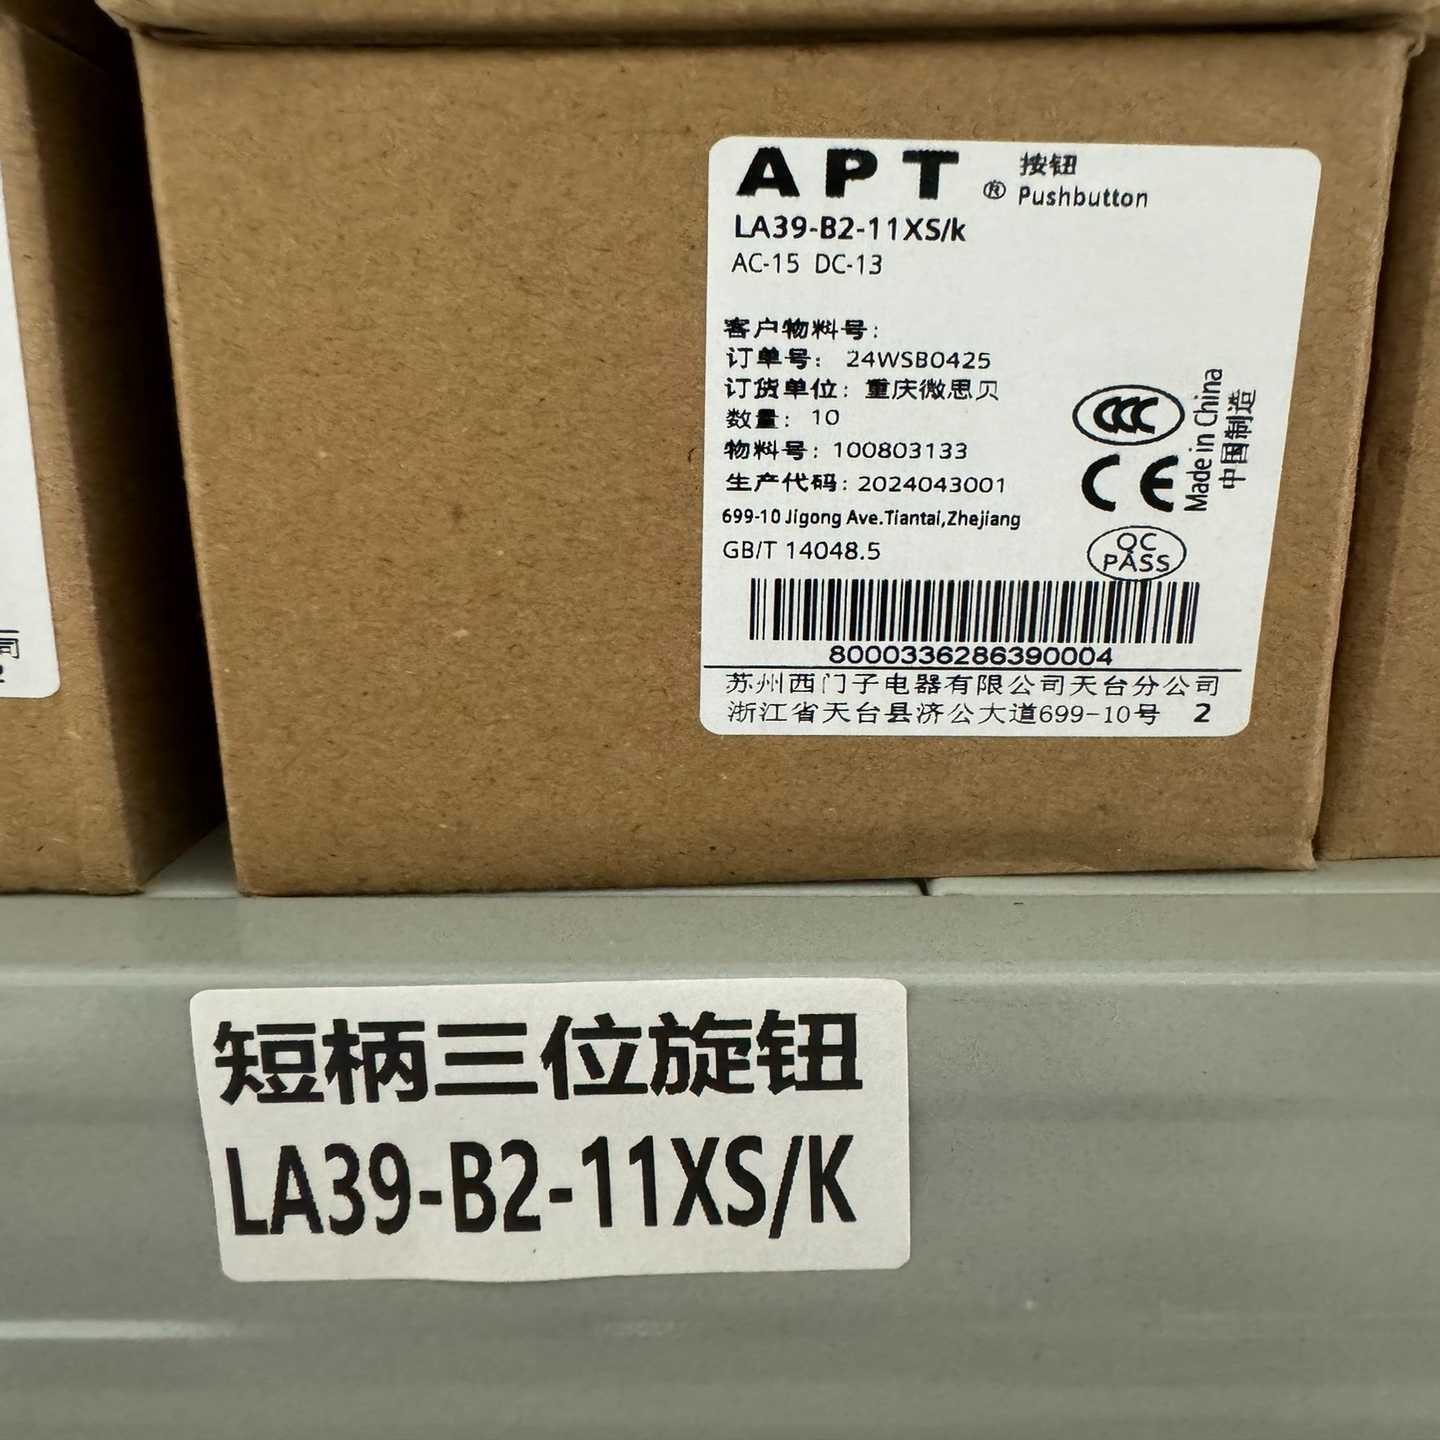 APT ® 按钮
Pushbutton
LA39-B2-11XS/k
AC-15 DC-13
客户物料号:
订单号: 24WSB0425
订货单位: 重庆微思贝
数量: 10
物料号: 100803133
生产代码: 2024043001
699-10 Jigong Ave.Tiantai,Zhejiang
GB/T 14048.5
CCC
CE
Made in China
中国制造
QC
PASS
8000336286390004
苏州西门子电器有限公司天台分公司
浙江省天台县济公大道699-10号 2
司
2
短柄三位旋钮
LA39-B2-11XS/K